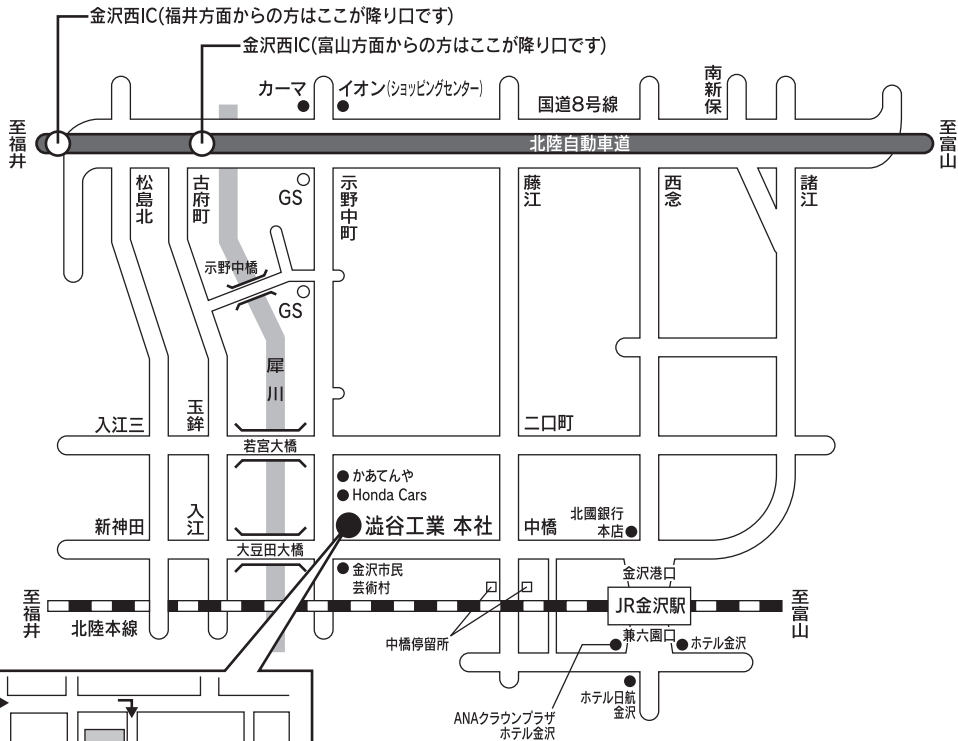 金沢西IC(福井方面からの方はここが降り口です)
金沢西IC(富山方面からの方はここが降り口です)
カーマ
イオン(ショッピングセンター)
国道8号線
南新保
至福井
北陸自動車道
至富山
松島北
古府町
GS
示野中町
藤江
西念
諸江
示野中橋
GS
犀川
入江三
玉鉾
二口町
若宮大橋
かあてんや
Honda Cars
新神田
入江
澁谷工業 本社
中橋
北國銀行
本店
大豆田大橋
金沢市民
芸術村
金沢港口
至福井
JR金沢駅
至富山
北陸本線
中橋停留所
兼六園口
ホテル金沢
ホテル日航
金沢
ANAクラウンプラザ
ホテル金沢